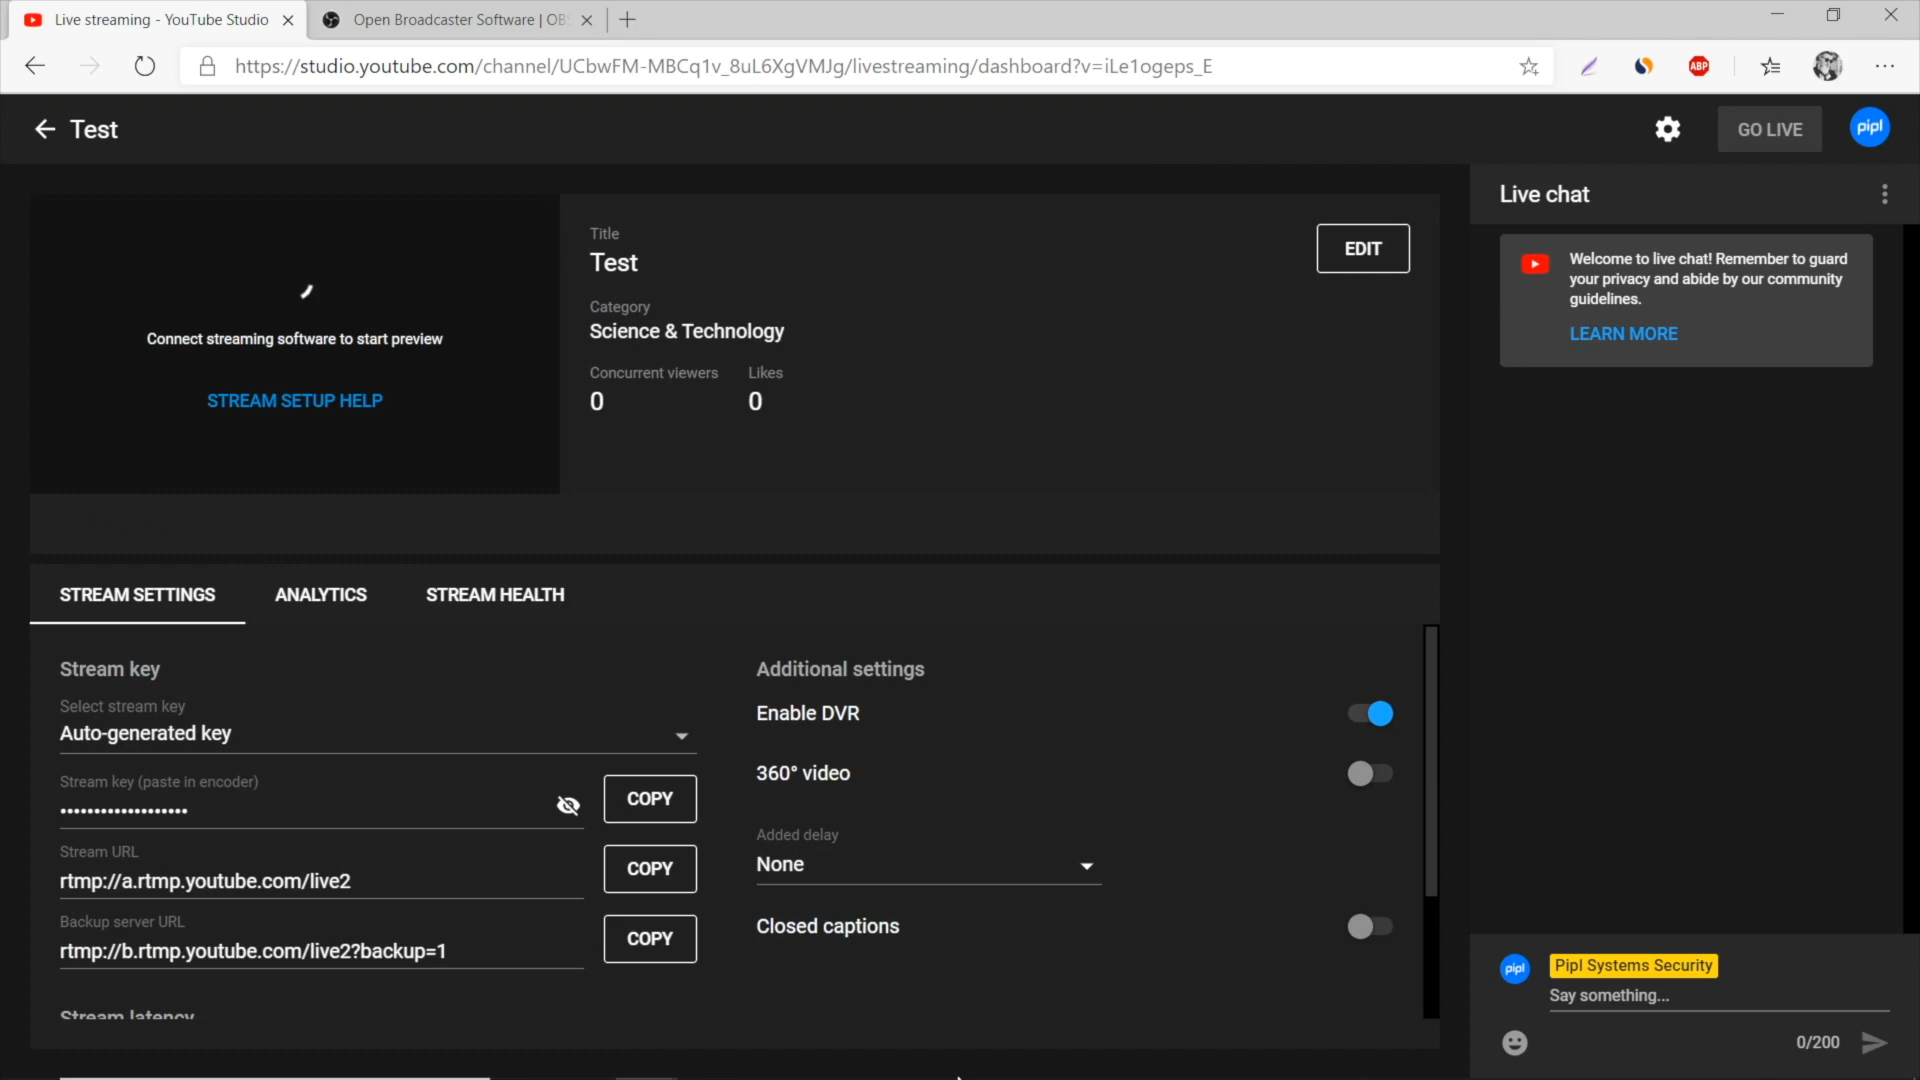 Live streaming - YouTube Studio
Open Broadcaster Software | OBS
https://studio.youtube.com/channel/UCbwFM-MBCq1v_8uL6XgVMJg/livestreaming/dashboard?v=iLe1ogeps_E
ABP
Test
GO LIVE
pipl
Connect streaming software to start preview
STREAM SETUP HELP
Title
Test
EDIT
Category
Science & Technology
Concurrent viewers
Likes
0
0
Live chat
Welcome to live chat! Remember to guard
your privacy and abide by our community
guidelines.
LEARN MORE
STREAM SETTINGS
ANALYTICS
STREAM HEALTH
Stream key
Select stream key
Auto-generated key
Stream key (paste in encoder)
•••••••••••••••••••
COPY
Stream URL
rtmp://a.rtmp.youtube.com/live2
COPY
Backup server URL
rtmp://b.rtmp.youtube.com/live2?backup=1
COPY
Stream latency
Additional settings
Enable DVR
360° video
Added delay
None
Closed captions
pipl
Pipl Systems Security
Say something...
0/200